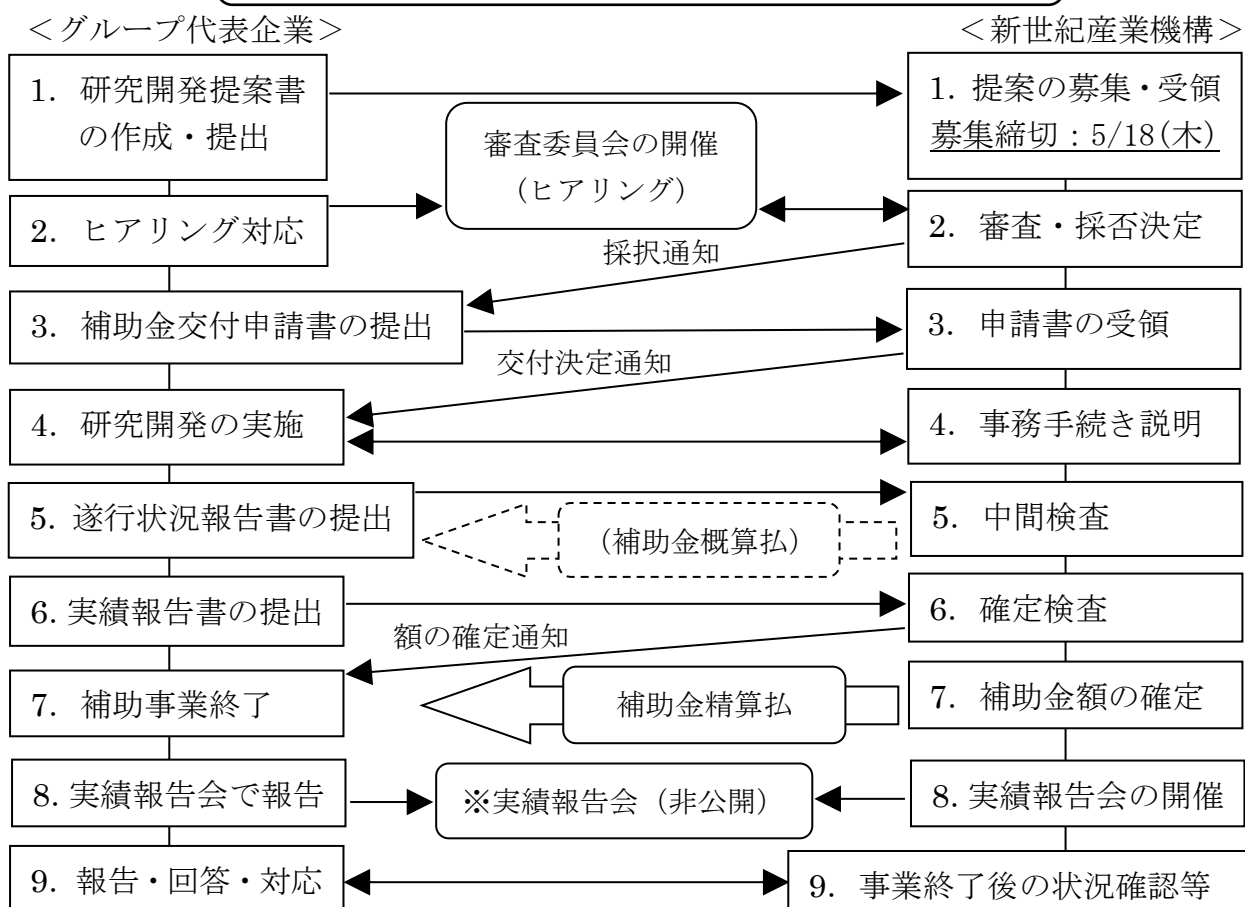 <グループ代表企業>
<新世紀産業機構>
1. 研究開発提案書
の作成・提出
1. 提案の募集・受領
募集締切：5/18(木)
審査委員会の開催
(ヒアリング)
2. ヒアリング対応
2. 審査・採否決定
採択通知
3. 補助金交付申請書の提出
3. 申請書の受領
交付決定通知
4. 研究開発の実施
4. 事務手続き説明
5. 遂行状況報告書の提出
(補助金概算払)
5. 中間検査
6. 実績報告書の提出
6. 確定検査
額の確定通知
7. 補助事業終了
補助金精算払
7. 補助金額の確定
8. 実績報告会で報告
※実績報告会（非公開）
8. 実績報告会の開催
9. 報告・回答・対応
9. 事業終了後の状況確認等